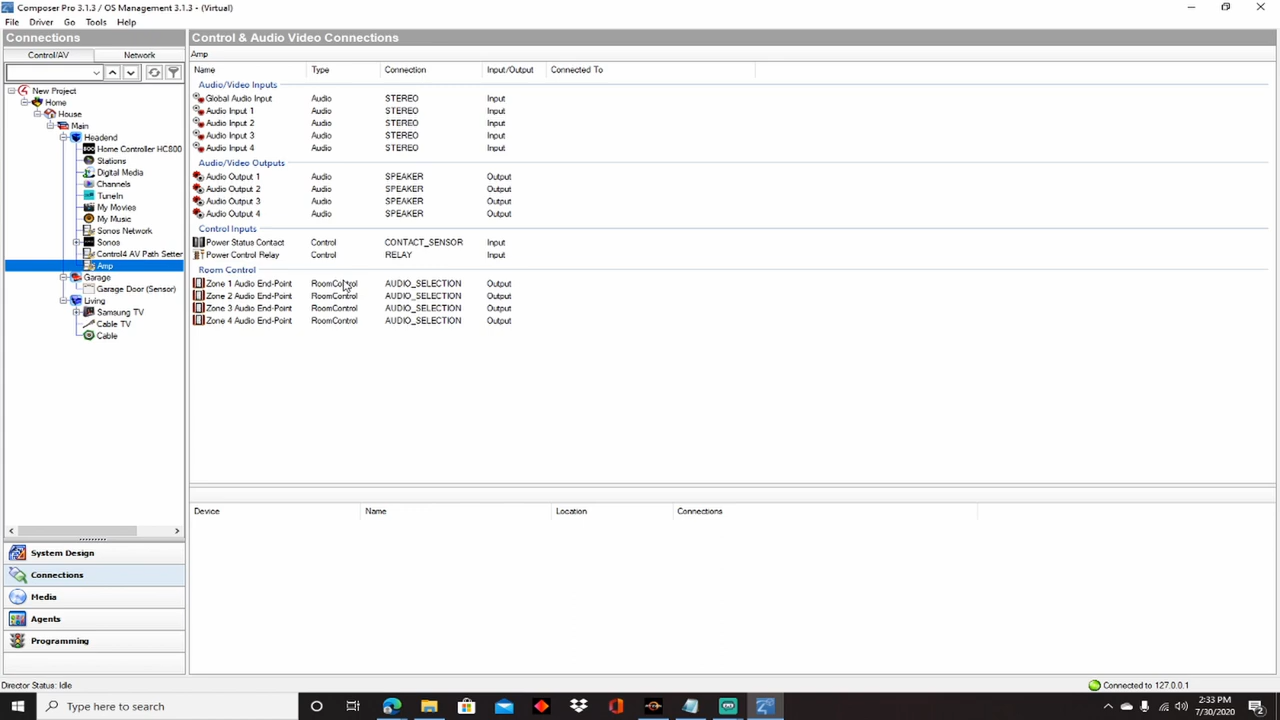 Composer Pro 3.1.3 / OS Management 3.1.3 - (Virtual)
File Driver Go Tools Help
Connections
Control & Audio Video Connections
Control/AV Network
Amp
Name Type Connection Input/Output Connected To
New Project
Home
House
Main
Headend
Home Controller HC800
Stations
Digital Media
Channels
TuneIn
My Movies
My Music
Sonos Network
Sonos
Control4 AV Path Setter
Amp
Garage
Garage Door (Sensor)
Living
Samsung TV
Cable TV
Cable
Audio/Video Inputs
Global Audio Input Audio STEREO Input
Audio Input 1 Audio STEREO Input
Audio Input 2 Audio STEREO Input
Audio Input 3 Audio STEREO Input
Audio Input 4 Audio STEREO Input
Audio/Video Outputs
Audio Output 1 Audio SPEAKER Output
Audio Output 2 Audio SPEAKER Output
Audio Output 3 Audio SPEAKER Output
Audio Output 4 Audio SPEAKER Output
Control Inputs
Power Status Contact Control CONTACT_SENSOR Input
Power Control Relay Control RELAY Input
Room Control
Zone 1 Audio End-Point RoomControl AUDIO_SELECTION Output
Zone 2 Audio End-Point RoomControl AUDIO_SELECTION Output
Zone 3 Audio End-Point RoomControl AUDIO_SELECTION Output
Zone 4 Audio End-Point RoomControl AUDIO_SELECTION Output
Device Name Location Connections
System Design
Connections
Media
Agents
Programming
Director Status: Idle
Connected to 127.0.0.1
Type here to search
2:33 PM
7/30/2020
2